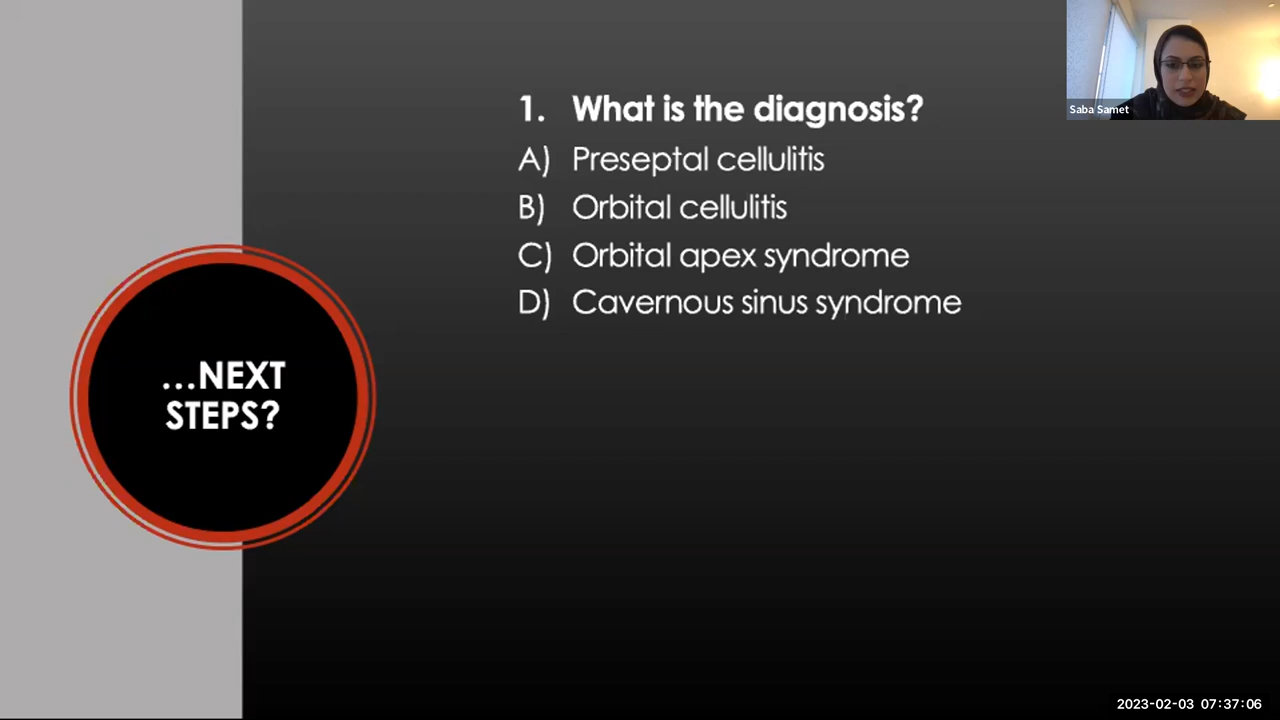 1. What is the diagnosis?
A) Preseptal cellulitis
B) Orbital cellulitis
C) Orbital apex syndrome
D) Cavernous sinus syndrome
...NEXT
STEPS?
Saba Samet
2023-02-03 07:37:06